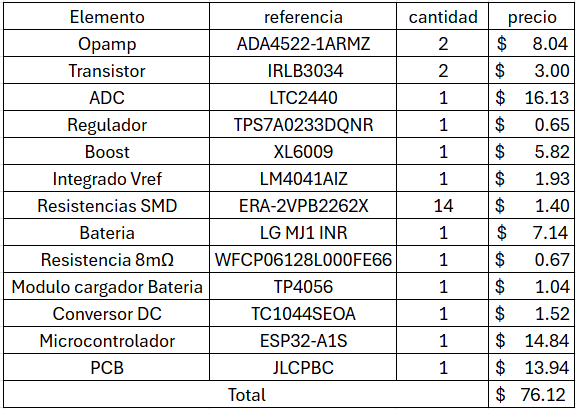 Elemento referencia cantidad precio
Opamp ADA4522-1ARMZ 2 $ 8.04
Transistor IRLB3034 2 $ 3.00
ADC LTC2440 1 $ 16.13
Regulador TPS7A0233DQNR 1 $ 0.65
Boost XL6009 1 $ 5.82
Integrado Vref LM4041AIZ 1 $ 1.93
Resistencias SMD ERA-2VPB2262X 14 $ 1.40
Bateria LG MJ1 INR 1 $ 7.14
Resistencia 8mΩ WFCP06128L000FE66 1 $ 0.67
Modulo cargador Bateria TP4056 1 $ 1.04
Conversor DC TC1044SEOA 1 $ 1.52
Microcontrolador ESP32-A1S 1 $ 14.84
PCB JLCPBC 1 $ 13.94
Total $ 76.12